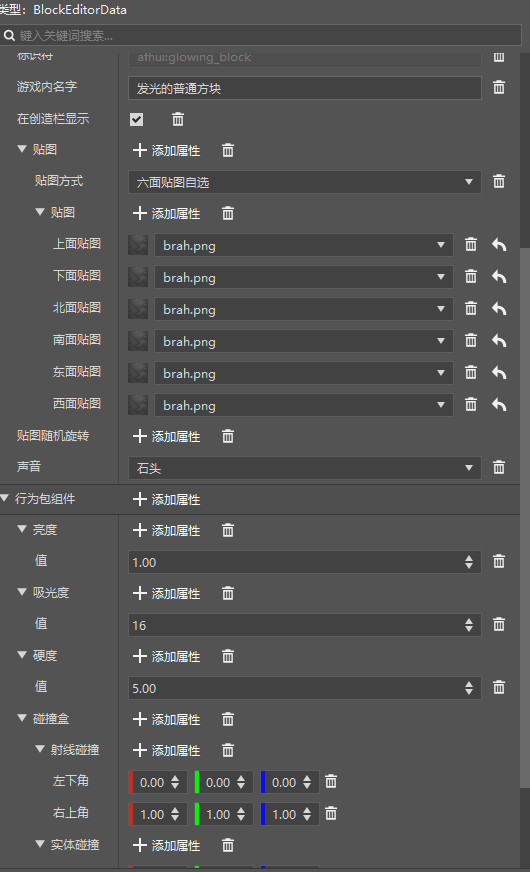 类型: BlockEditorData
键入关键词搜索...
标识符 afhui:glowing_block
游戏内名字 发光的普通方块
在创造栏显示
贴图 添加属性
贴图方式 六面贴图自选
贴图 添加属性
上面贴图 brah.png
下面贴图 brah.png
北面贴图 brah.png
南面贴图 brah.png
东面贴图 brah.png
西面贴图 brah.png
贴图随机旋转 添加属性
声音 石头
行为包组件 添加属性
亮度 添加属性
值 1.00
吸光度 添加属性
值 16
硬度 添加属性
值 5.00
碰撞盒 添加属性
射线碰撞 添加属性
左下角 0.00 0.00 0.00
右上角 1.00 1.00 1.00
实体碰撞 添加属性